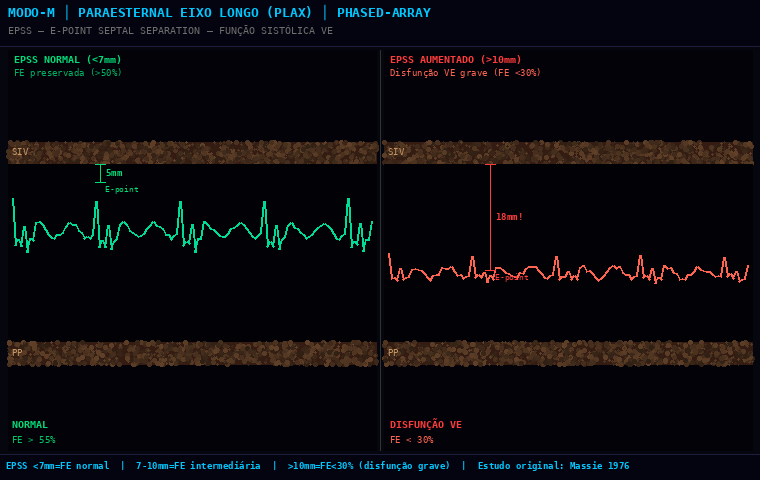 MODO-M | PARAESTERNAL EIXO LONGO (PLAX) | PHASED-ARRAY
EPSS — E-POINT SEPTAL SEPARATION — FUNÇÃO SISTÓLICA VE
EPSS NORMAL (<7mm)
FE preservada (>50%)
SIV
5mm
E-point
PP
NORMAL
FE > 55%
EPSS AUMENTADO (>10mm)
Disfunção VE grave (FE <30%)
SIV
18mm!
E-point
PP
DISFUNÇÃO VE
FE < 30%
EPSS <7mm=FE normal | 7-10mm=FE intermediária | >10mm=FE<30% (disfunção grave) | Estudo original: Massie 1976